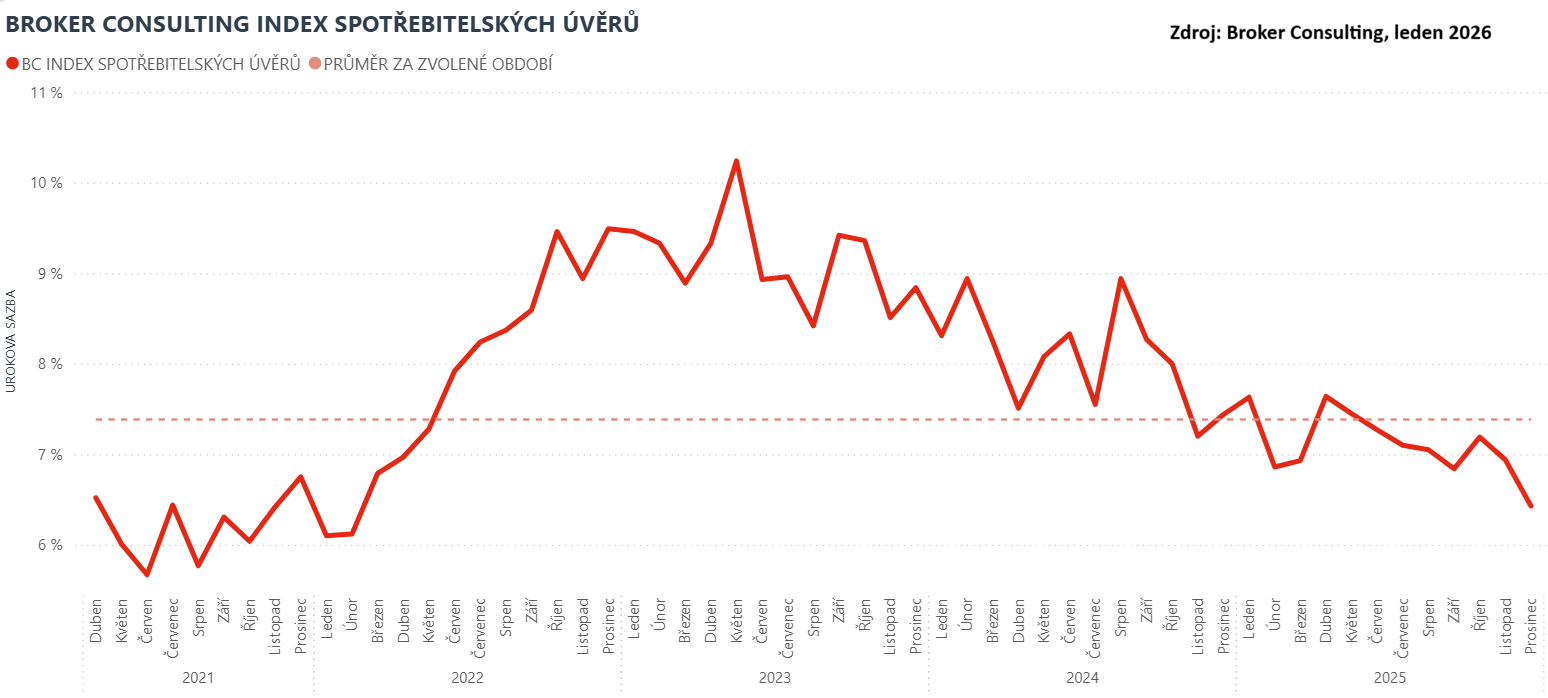 BROKER CONSULTING INDEX SPOTŘEBITELSKÝCH ÚVĚRŮ
Zdroj: Broker Consulting, leden 2026
BC INDEX SPOTŘEBITELSKÝCH ÚVĚRŮ PRŮMĚR ZA ZVOLENÉ OBDOBÍ
11 %
10 %
9 %
8 %
7 %
6 %
UROKOVA SAZBA
Duben
Květen
Červen
Červenec
Srpen
Září
Říjen
Listopad
Prosinec
Leden
Únor
Březen
Duben
Květen
Červen
Červenec
Srpen
Září
Říjen
Listopad
Prosinec
Leden
Únor
Březen
Duben
Květen
Červen
Červenec
Srpen
Září
Říjen
Listopad
Prosinec
Leden
Únor
Březen
Duben
Květen
Červen
Červenec
Srpen
Září
Říjen
Listopad
Prosinec
Leden
Únor
Březen
Duben
Květen
Červen
Červenec
Srpen
Září
Říjen
Listopad
Prosinec
2021
2022
2023
2024
2025